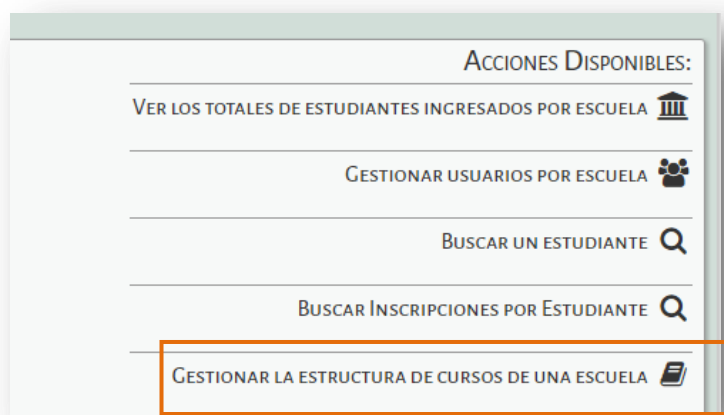 Acciones Disponibles:
Ver los totales de estudiantes ingresados por escuela
Gestionar usuarios por escuela
Buscar un estudiante
Buscar Inscripciones por Estudiante
Gestionar la estructura de cursos de una escuela